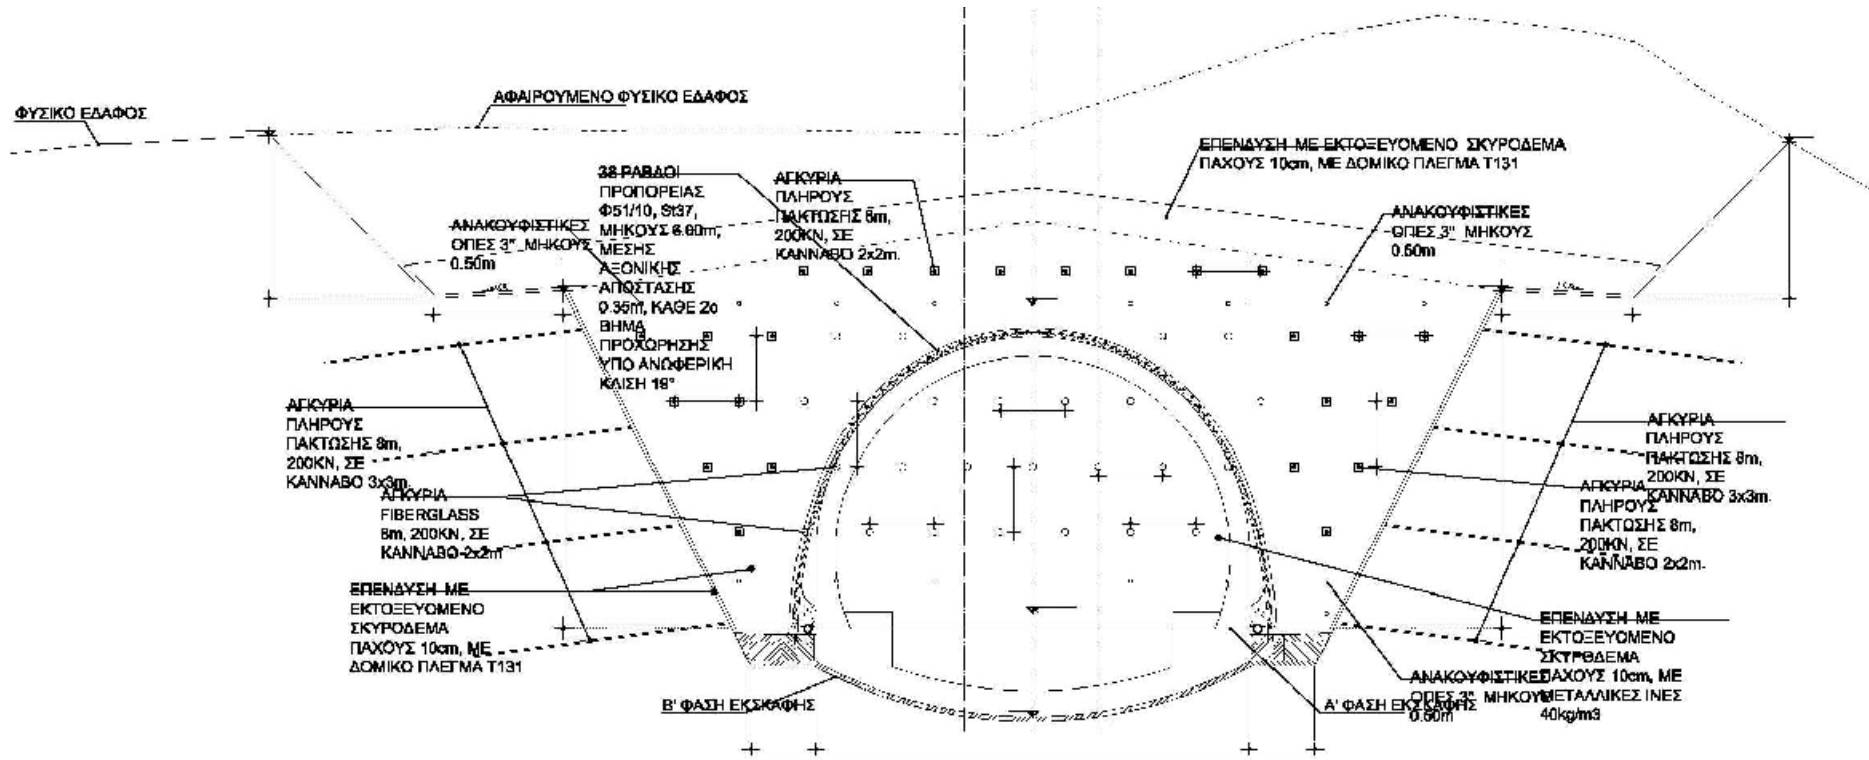 ΦΥΣΙΚΟ ΕΔΑΦΟΣ
ΑΦΑΙΡΟΥΜΕΝΟ ΦΥΣΙΚΟ ΕΔΑΦΟΣ
ΕΠΕΝΔΥΣΗ ΜΕ ΕΚΤΟΞΕΥΟΜΕΝΟ ΣΚΥΡΟΔΕΜΑ
ΠΑΧΟΥΣ 10cm, ΜΕ ΔΟΜΙΚΟ ΠΛΕΓΜΑ T131
38 ΡΑΒΔΟΙ
ΠΡΟΠΟΡΕΙΑΣ
Φ51/10, St37,
ΜΗΚΟΥΣ 6.00m,
ΜΕΣΗΣ
ΑΞΟΝΙΚΗΣ
ΑΠΟΣΤΑΣΗΣ
0.35m, ΚΑΘΕ 2ο
ΒΗΜΑ
ΠΡΟΧΩΡΗΣΗΣ
ΥΠΟ ΑΝΩΦΕΡΙΚΗ
ΚΛΙΣΗ
ΑΓΚΥΡΙΑ
ΠΛΗΡΟΥΣ
ΠΑΚΤΩΣΗΣ 8m,
200KN, ΣΕ
ΚΑΝΝΑΒΟ 2x2m.
ΑΝΑΚΟΥΦΙΣΤΙΚΕΣ
ΟΠΕΣ 3" ΜΗΚΟΥΣ
0.50m
ΑΝΑΚΟΥΦΙΣΤΙΚΕΣ
ΟΠΕΣ 3" ΜΗΚΟΥΣ
0.50m
ΑΓΚΥΡΙΑ
ΠΛΗΡΟΥΣ
ΠΑΚΤΩΣΗΣ 8m,
200KN, ΣΕ
ΚΑΝΝΑΒΟ 3x3m.
ΑΓΚΥΡΙΑ
FIBERGLASS
8m, 200KN, ΣΕ
ΚΑΝΝΑΒΟ 2x2m
ΕΠΕΝΔΥΣΗ ΜΕ
ΕΚΤΟΞΕΥΟΜΕΝΟ
ΣΚΥΡΟΔΕΜΑ
ΠΑΧΟΥΣ 10cm, ΜΕ
ΔΟΜΙΚΟ ΠΛΕΓΜΑ T131
Β' ΦΑΣΗ ΕΚΣΚΑΦΗΣ
ΑΓΚΥΡΙΑ
ΠΛΗΡΟΥΣ
ΠΑΚΤΩΣΗΣ 8m,
200KN, ΣΕ
ΚΑΝΝΑΒΟ 3x3m.
ΑΓΚΥΡΙΑ
ΠΛΗΡΟΥΣ
ΠΑΚΤΩΣΗΣ 8m,
200KN, ΣΕ
ΚΑΝΝΑΒΟ 2x2m.
ΕΠΕΝΔΥΣΗ ΜΕ
ΕΚΤΟΞΕΥΟΜΕΝΟ
ΣΚΥΡΟΔΕΜΑ
ΠΑΧΟΥΣ 10cm, ΜΕ
ΜΕΤΑΛΛΙΚΕΣ ΙΝΕΣ
40kg/m3
ΑΝΑΚΟΥΦΙΣΤΙΚΕΣ
ΟΠΕΣ 3" ΜΗΚΟΥΣ
0.50m
Α' ΦΑΣΗ ΕΚΣΚΑΦΗΣ